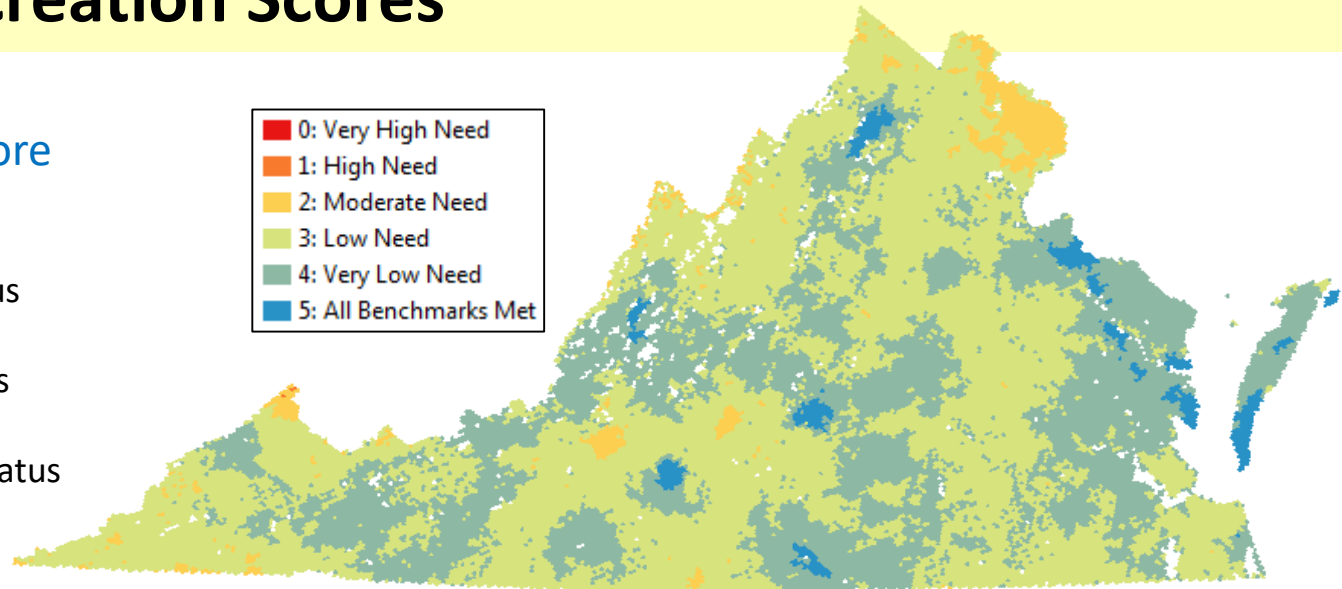 reation Scores
ore
us
s
atus
0: Very High Need
1: High Need
2: Moderate Need
3: Low Need
4: Very Low Need
5: All Benchmarks Met